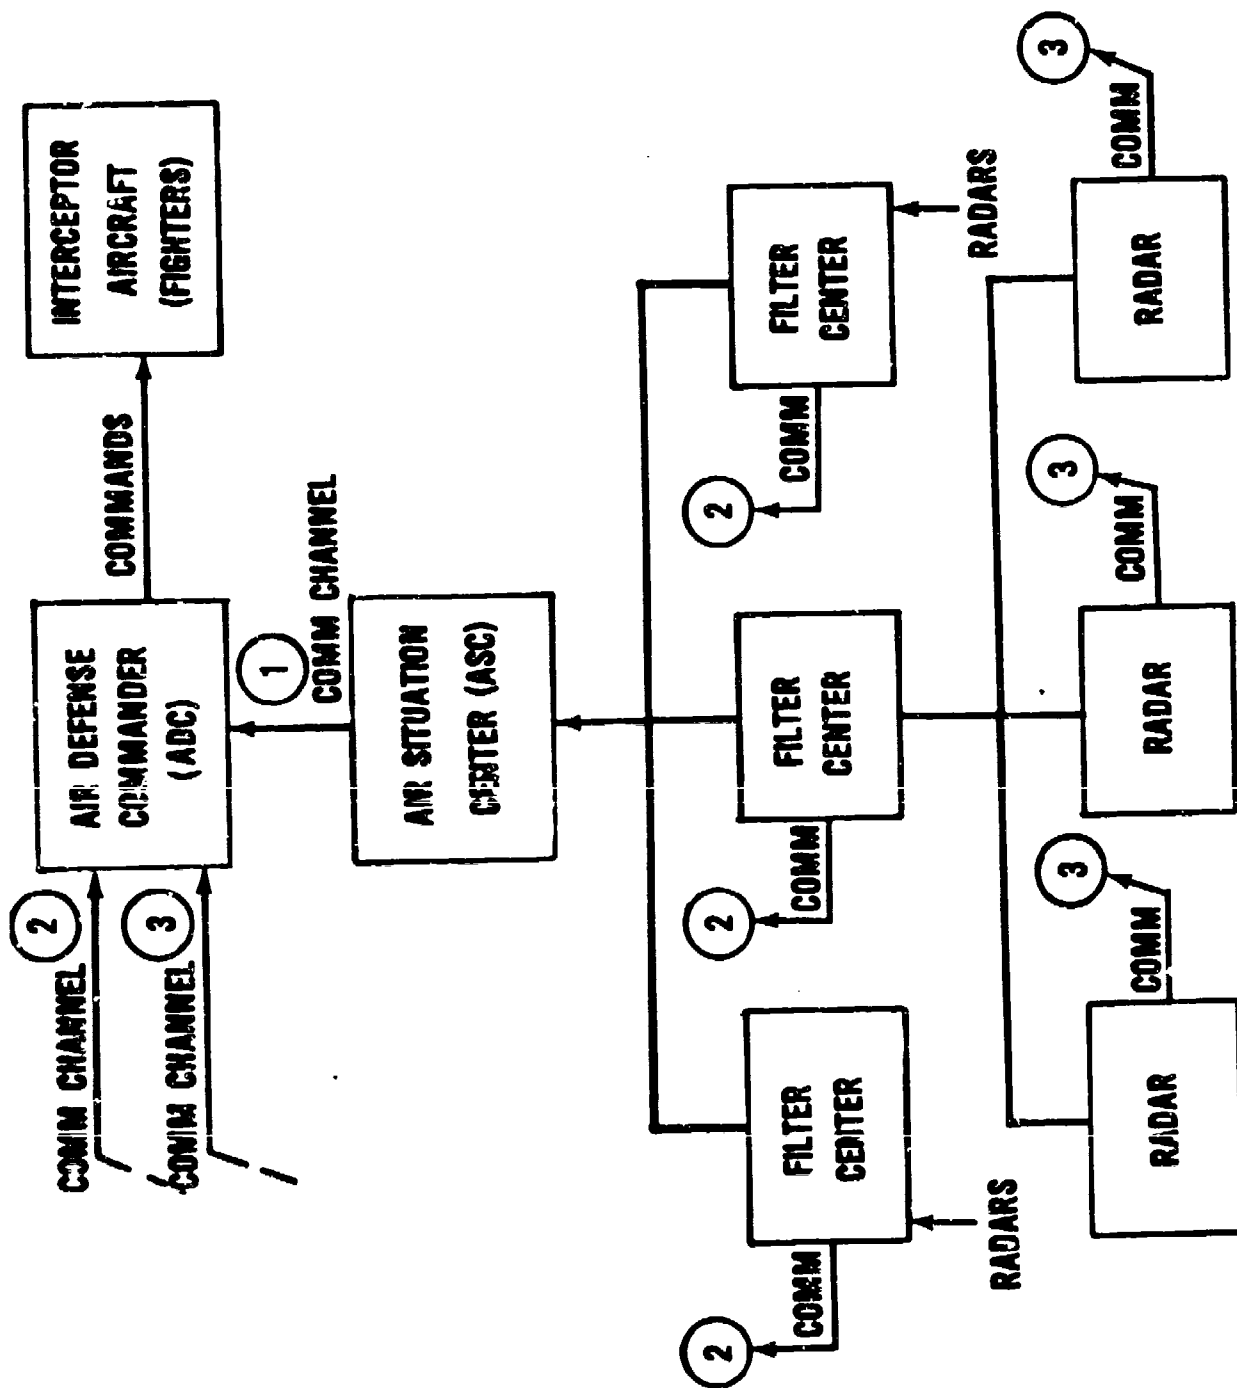 COMM CHANNEL
2
COMM CHANNEL
3
AIR DEFENSE
COMMANDER
(ADC)
COMMANDS
INTERCEPTOR
AIRCRAFT
(FIGHTERS)
1
COMM CHANNEL
AIR SITUATION
CENTER (ASC)
2
COMM
FILTER
CENTER
RADARS
2
COMM
FILTER
CENTER
2
COMM
FILTER
CENTER
RADARS
RADAR
COMM
3
RADAR
COMM
3
RADAR
COMM
3